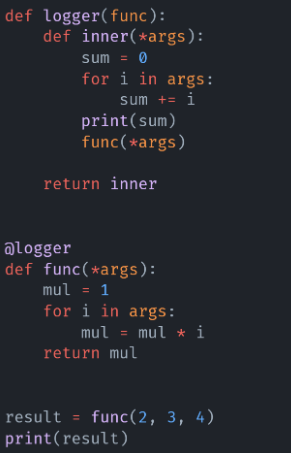 def logger(func):
    def inner(*args):
        sum = 0
        for i in args:
            sum += i
        print(sum)
        func(*args)

    return inner


@logger
def func(*args):
    mul = 1
    for i in args:
        mul = mul * i
    return mul


result = func(2, 3, 4)
print(result)